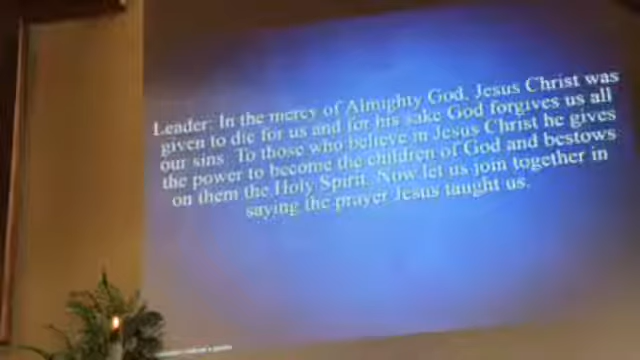 Leader: In the mercy of Almighty God, Jesus Christ was
given to die for us and for his sake God forgives us all
our sins. To those who believe in Jesus Christ he gives
the power to become the children of God and bestows
on them the Holy Spirit. Now let us join together in
saying the prayer Jesus taught us.